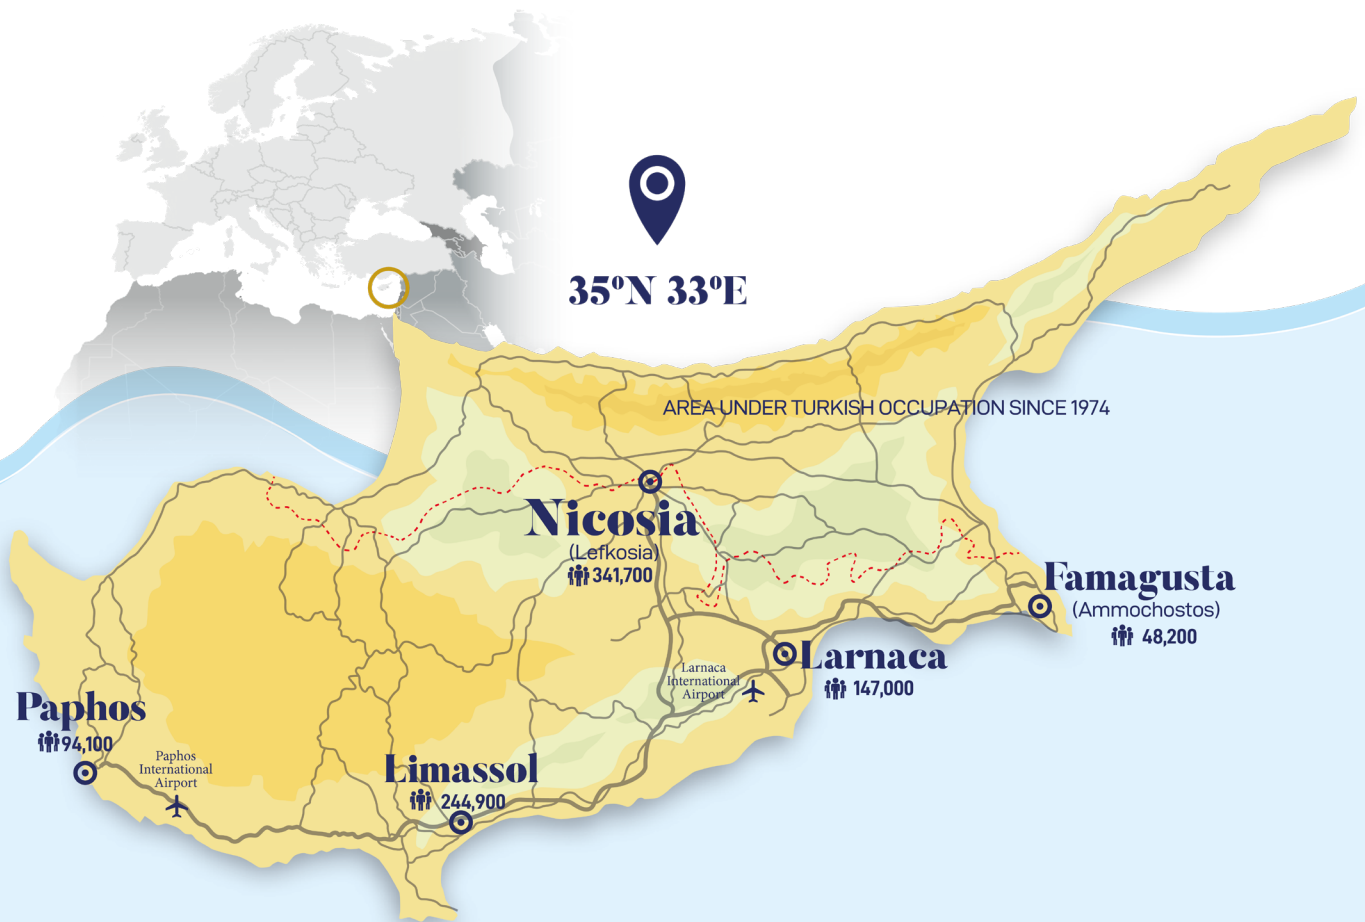 35ºN 33ºE
AREA UNDER TURKISH OCCUPATION SINCE 1974
Nicosia
(Lefkosia)
341,700
Famagusta
(Ammochostos)
48,200
Larnaca
147,000
Larnaca
International
Airport
Paphos
94,100
Paphos
International
Airport
Limassol
244,900